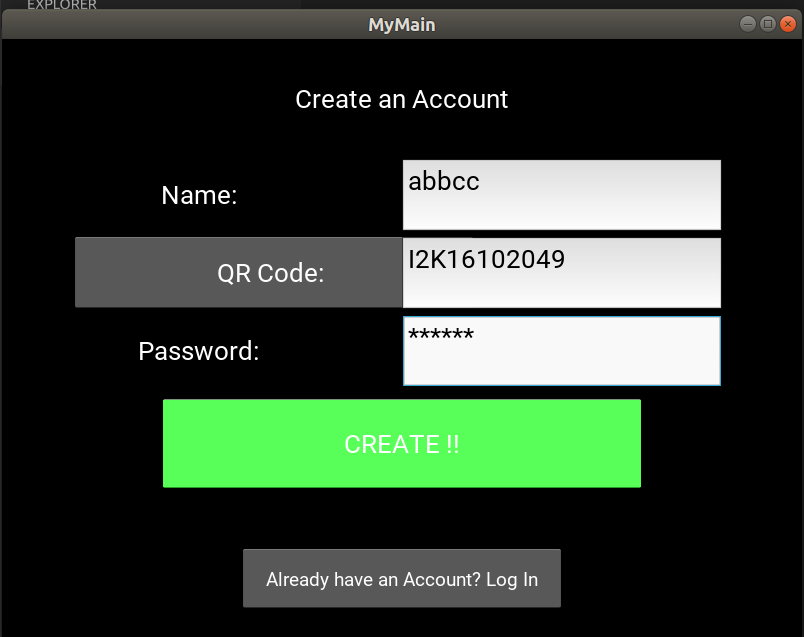 EXPLORER
MyMain
Create an Account
Name: abbcc
QR Code: I2K16102049
Password: ******
CREATE !!
Already have an Account? Log In